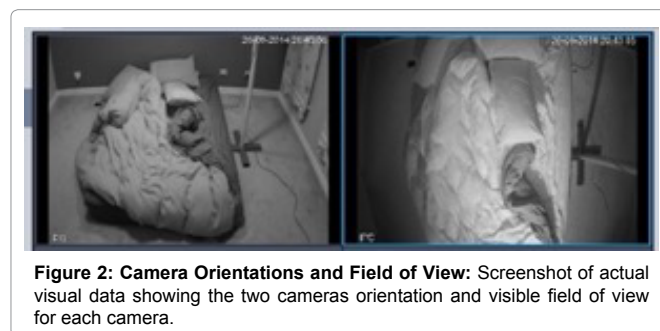 Figure 2: Camera Orientations and Field of View: Screenshot of actual
visual data showing the two cameras orientation and visible field of view
for each camera.